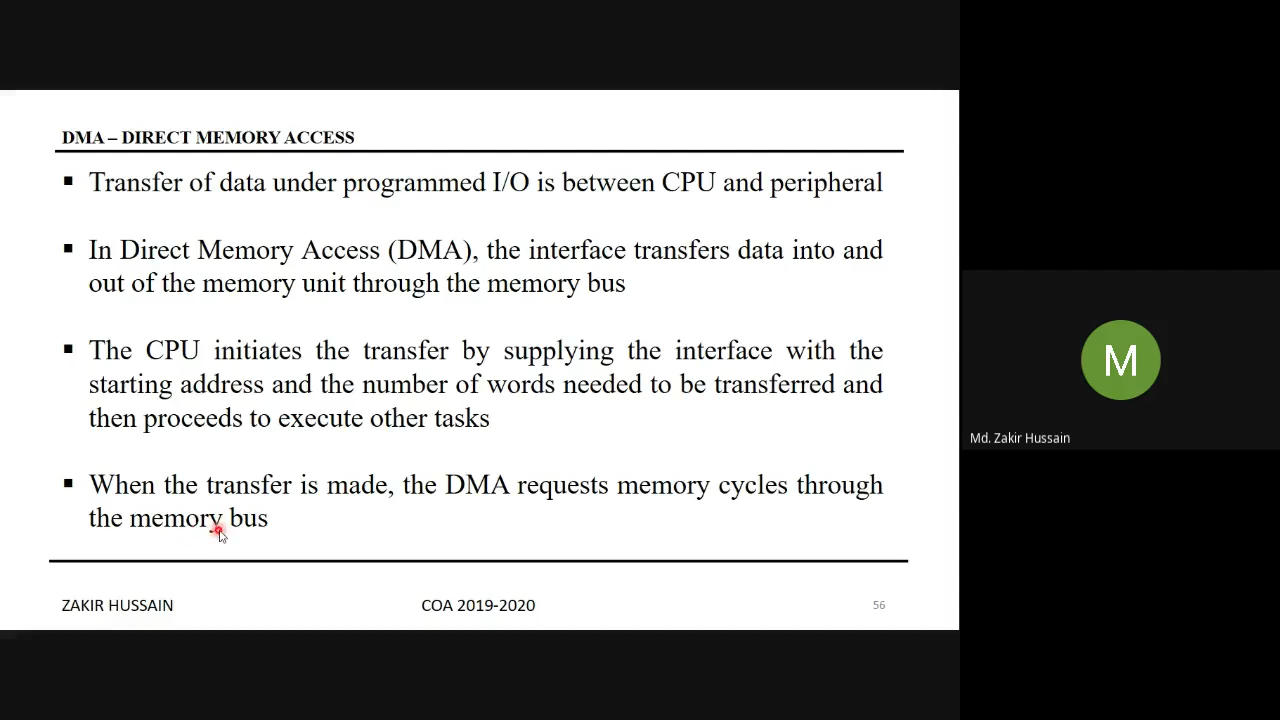 DMA – DIRECT MEMORY ACCESS
▪ Transfer of data under programmed I/O is between CPU and peripheral
▪ In Direct Memory Access (DMA), the interface transfers data into and
out of the memory unit through the memory bus
▪ The CPU initiates the transfer by supplying the interface with the
starting address and the number of words needed to be transferred and
then proceeds to execute other tasks
▪ When the transfer is made, the DMA requests memory cycles through
the memory bus
ZAKIR HUSSAIN COA 2019-2020 56
M
Md. Zakir Hussain